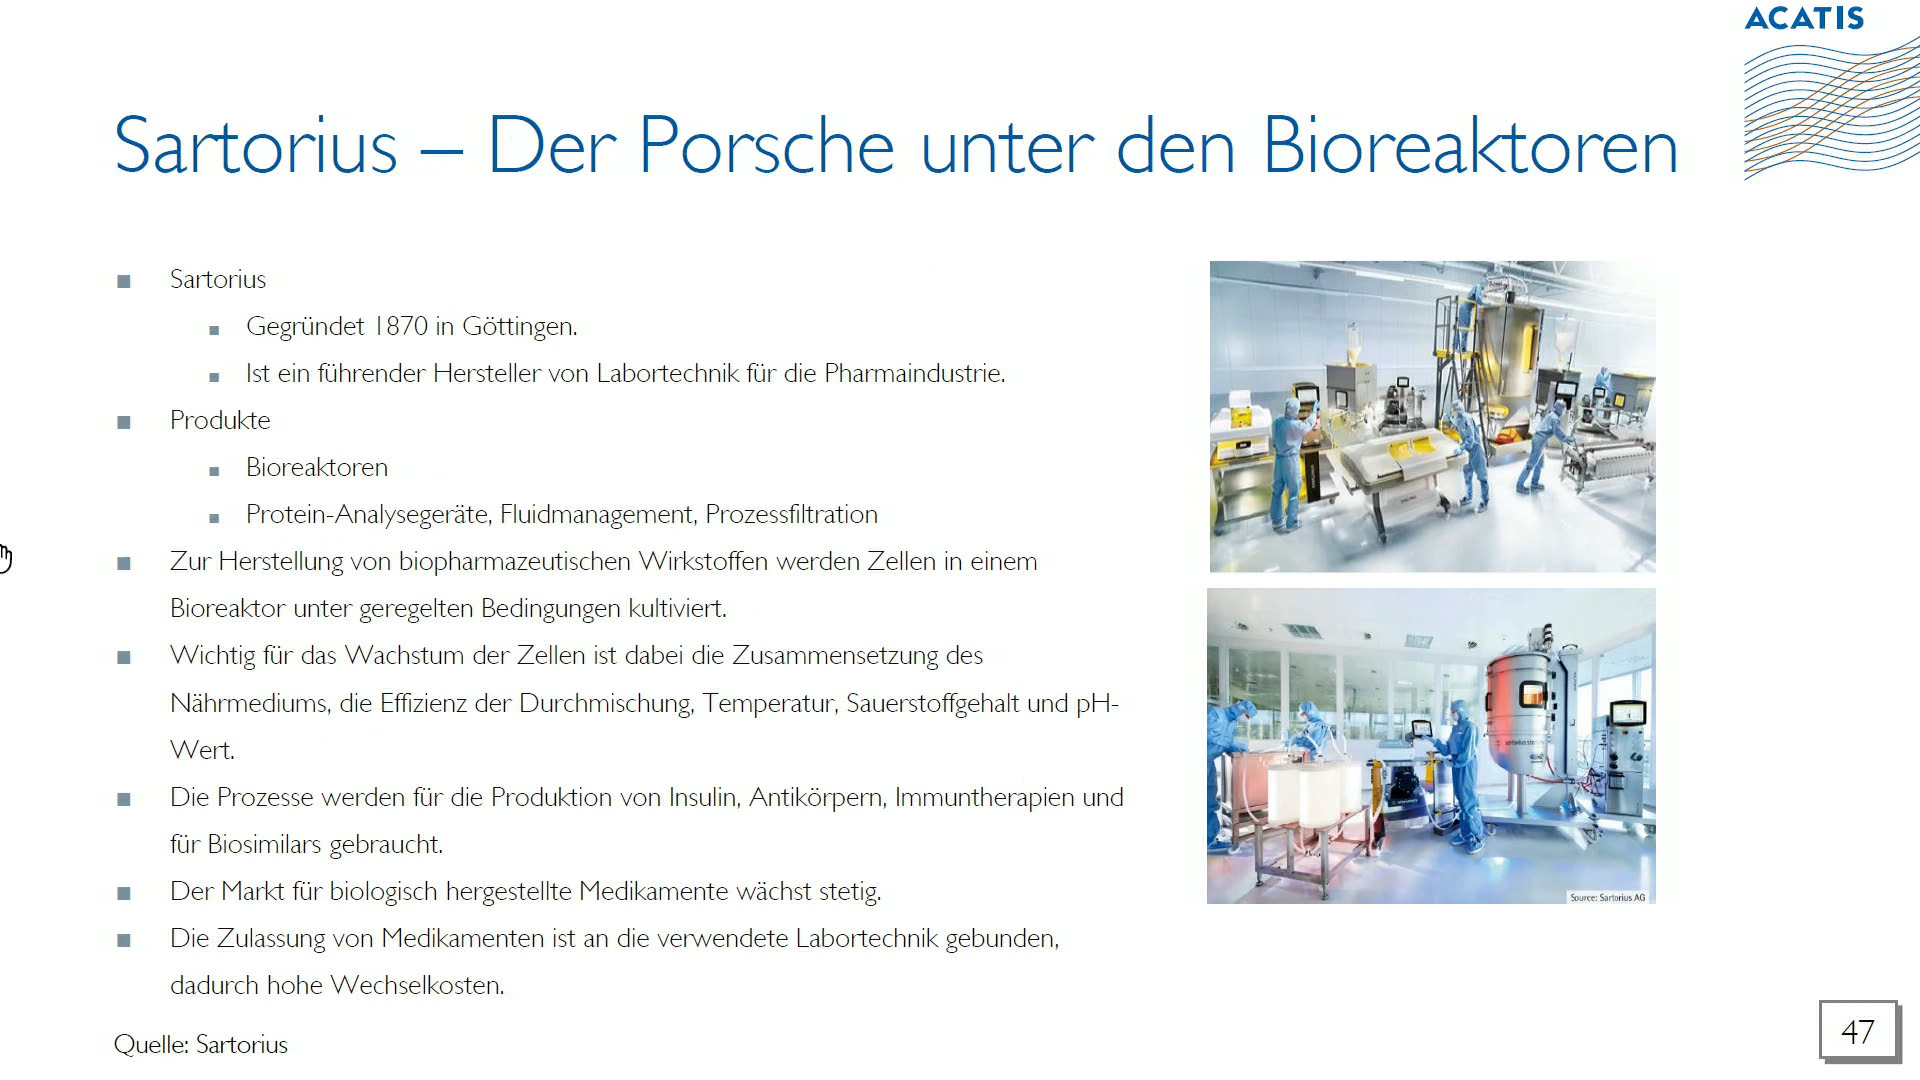 ACATIS
Sartorius – Der Porsche unter den Bioreaktoren
Sartorius
Gegründet 1870 in Göttingen.
Ist ein führender Hersteller von Labortechnik für die Pharmaindustrie.
Produkte
Bioreaktoren
Protein-Analysegeräte, Fluidmanagement, Prozessfiltration
Zur Herstellung von biopharmazeutischen Wirkstoffen werden Zellen in einem
Bioreaktor unter geregelten Bedingungen kultiviert.
Wichtig für das Wachstum der Zellen ist dabei die Zusammensetzung des
Nährmediums, die Effizienz der Durchmischung, Temperatur, Sauerstoffgehalt und pH-
Wert.
Die Prozesse werden für die Produktion von Insulin, Antikörpern, Immuntherapien und
für Biosimilars gebraucht.
Der Markt für biologisch hergestellte Medikamente wächst stetig.
Die Zulassung von Medikamenten ist an die verwendete Labortechnik gebunden,
dadurch hohe Wechselkosten.
Source: Sartorius AG
Quelle: Sartorius
47